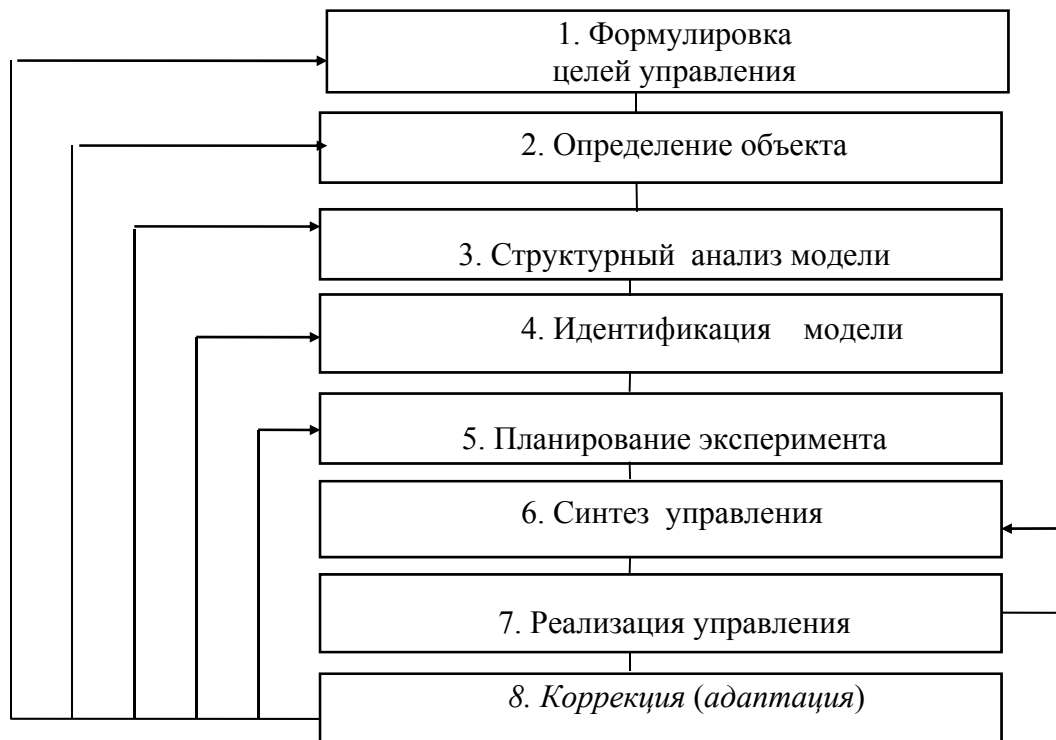 1. Формулировка
целей управления
2. Определение объекта
3. Структурный анализ модели
4. Идентификация модели
5. Планирование эксперимента
6. Синтез управления
7. Реализация управления
8. Коррекция (адаптация)